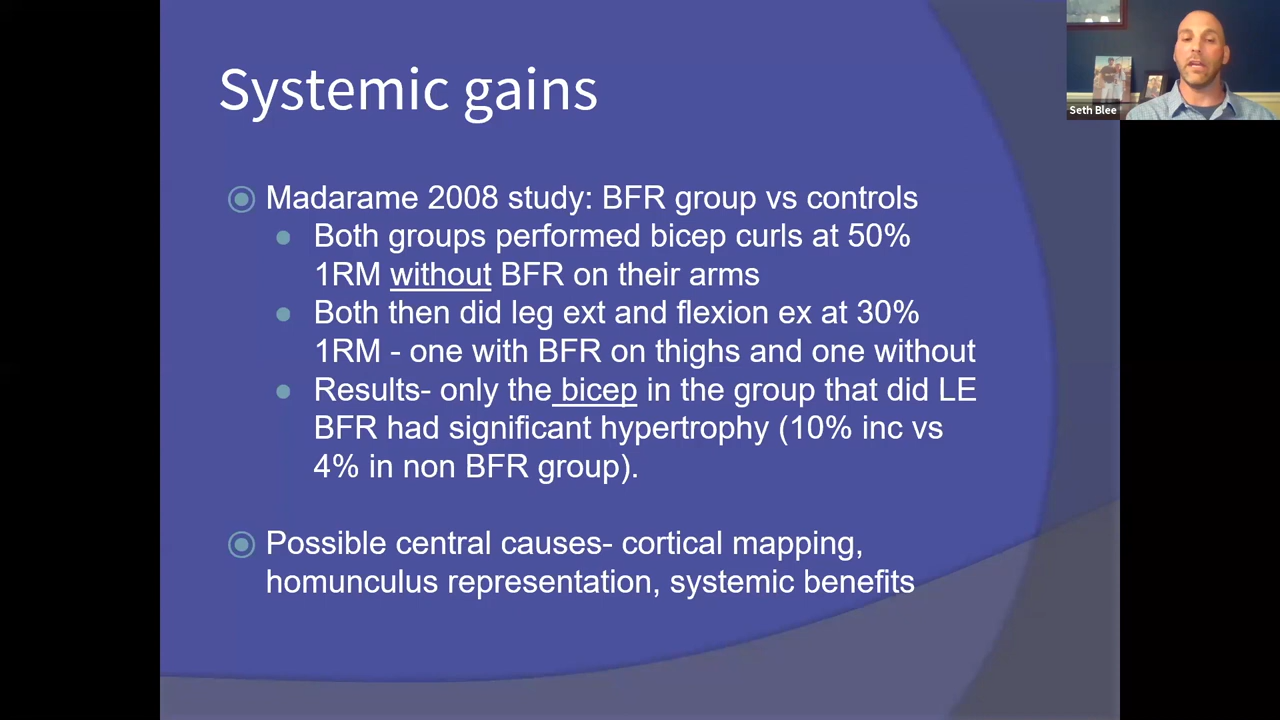 Systemic gains
Seth Blee
Madarame 2008 study: BFR group vs controls
Both groups performed bicep curls at 50%
1RM without BFR on their arms
Both then did leg ext and flexion ex at 30%
1RM - one with BFR on thighs and one without
Results- only the bicep in the group that did LE
BFR had significant hypertrophy (10% inc vs
4% in non BFR group).
Possible central causes- cortical mapping,
homunculus representation, systemic benefits